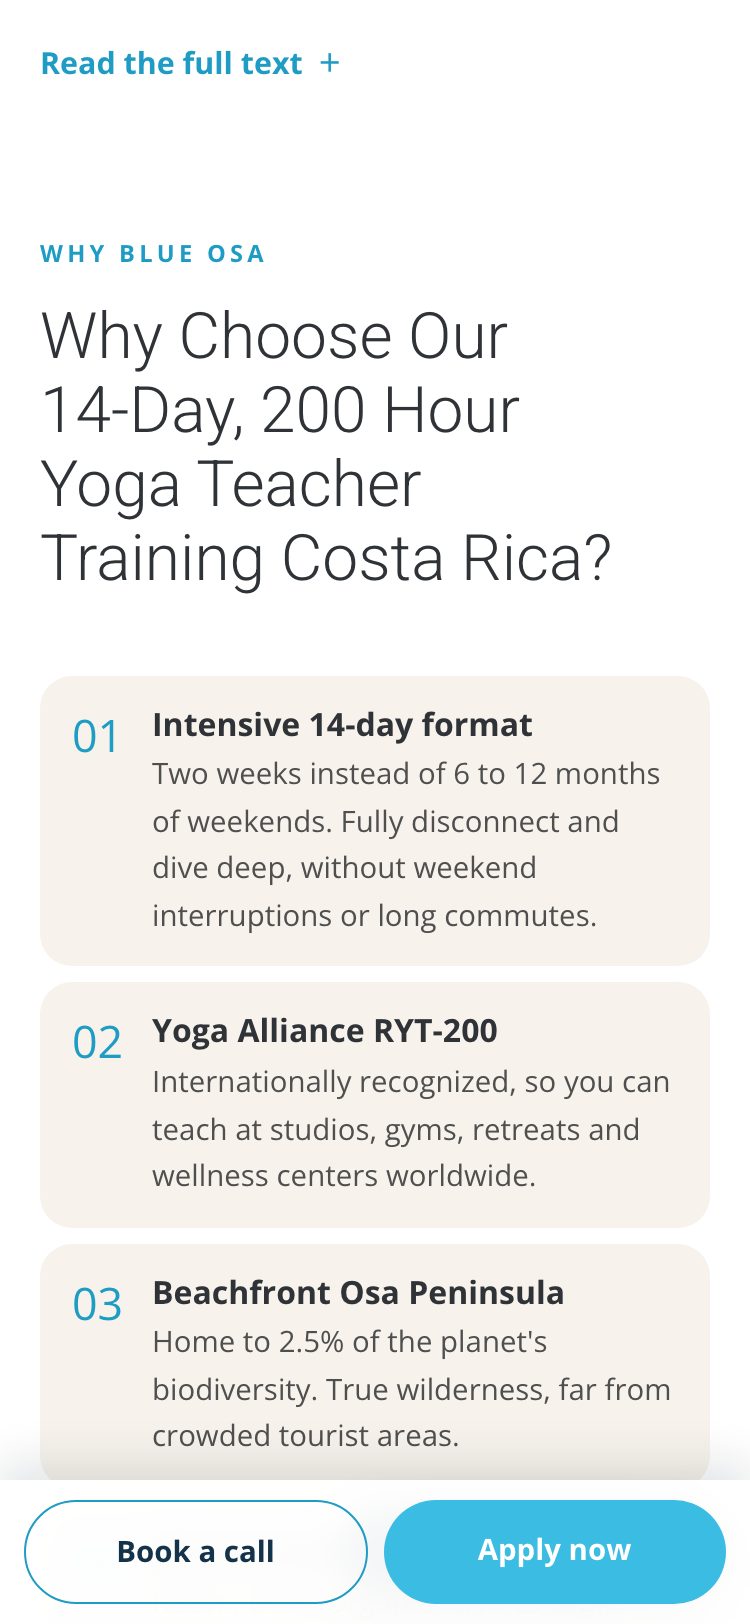 Read the full text +
WHY BLUE OSA
Why Choose Our
14-Day, 200 Hour
Yoga Teacher
Training Costa Rica?
01
Intensive 14-day format
Two weeks instead of 6 to 12 months
of weekends. Fully disconnect and
dive deep, without weekend
interruptions or long commutes.
02
Yoga Alliance RYT-200
Internationally recognized, so you can
teach at studios, gyms, retreats and
wellness centers worldwide.
03
Beachfront Osa Peninsula
Home to 2.5% of the planet's
biodiversity. True wilderness, far from
crowded tourist areas.
Book a call
Apply now